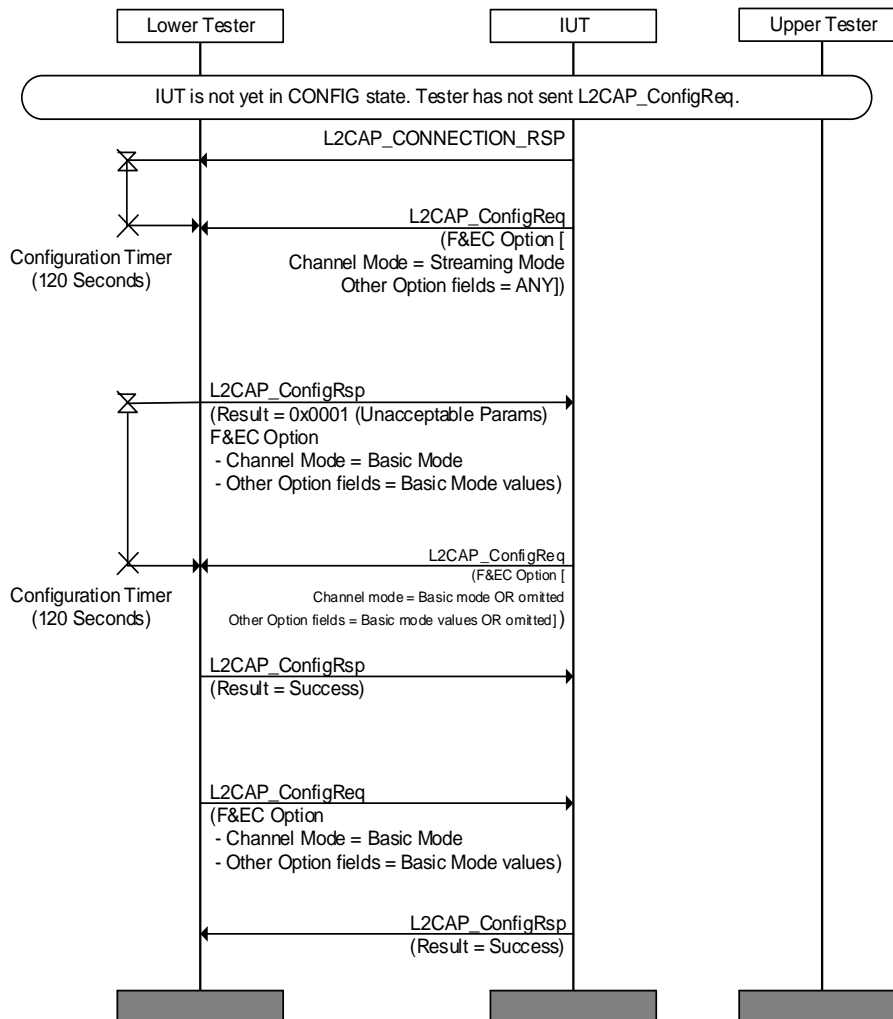 Lower Tester
IUT
Upper Tester
IUT is not yet in CONFIG state. Tester has not sent L2CAP_ConfigReq.
L2CAP_CONNECTION_RSP
L2CAP_ConfigReq
(F&EC Option [
Channel Mode = Streaming Mode
Other Option fields = ANY])
Configuration Timer
(120 Seconds)
L2CAP_ConfigRsp
(Result = 0x0001 (Unacceptable Params)
F&EC Option
- Channel Mode = Basic Mode
- Other Option fields = Basic Mode values)
L2CAP_ConfigReq
(F&EC Option [
Channel mode = Basic mode OR omitted
Other Option fields = Basic mode values OR omitted])
Configuration Timer
(120 Seconds)
L2CAP_ConfigRsp
(Result = Success)
L2CAP_ConfigReq
(F&EC Option
- Channel Mode = Basic Mode
- Other Option fields = Basic Mode values)
L2CAP_ConfigRsp
(Result = Success)